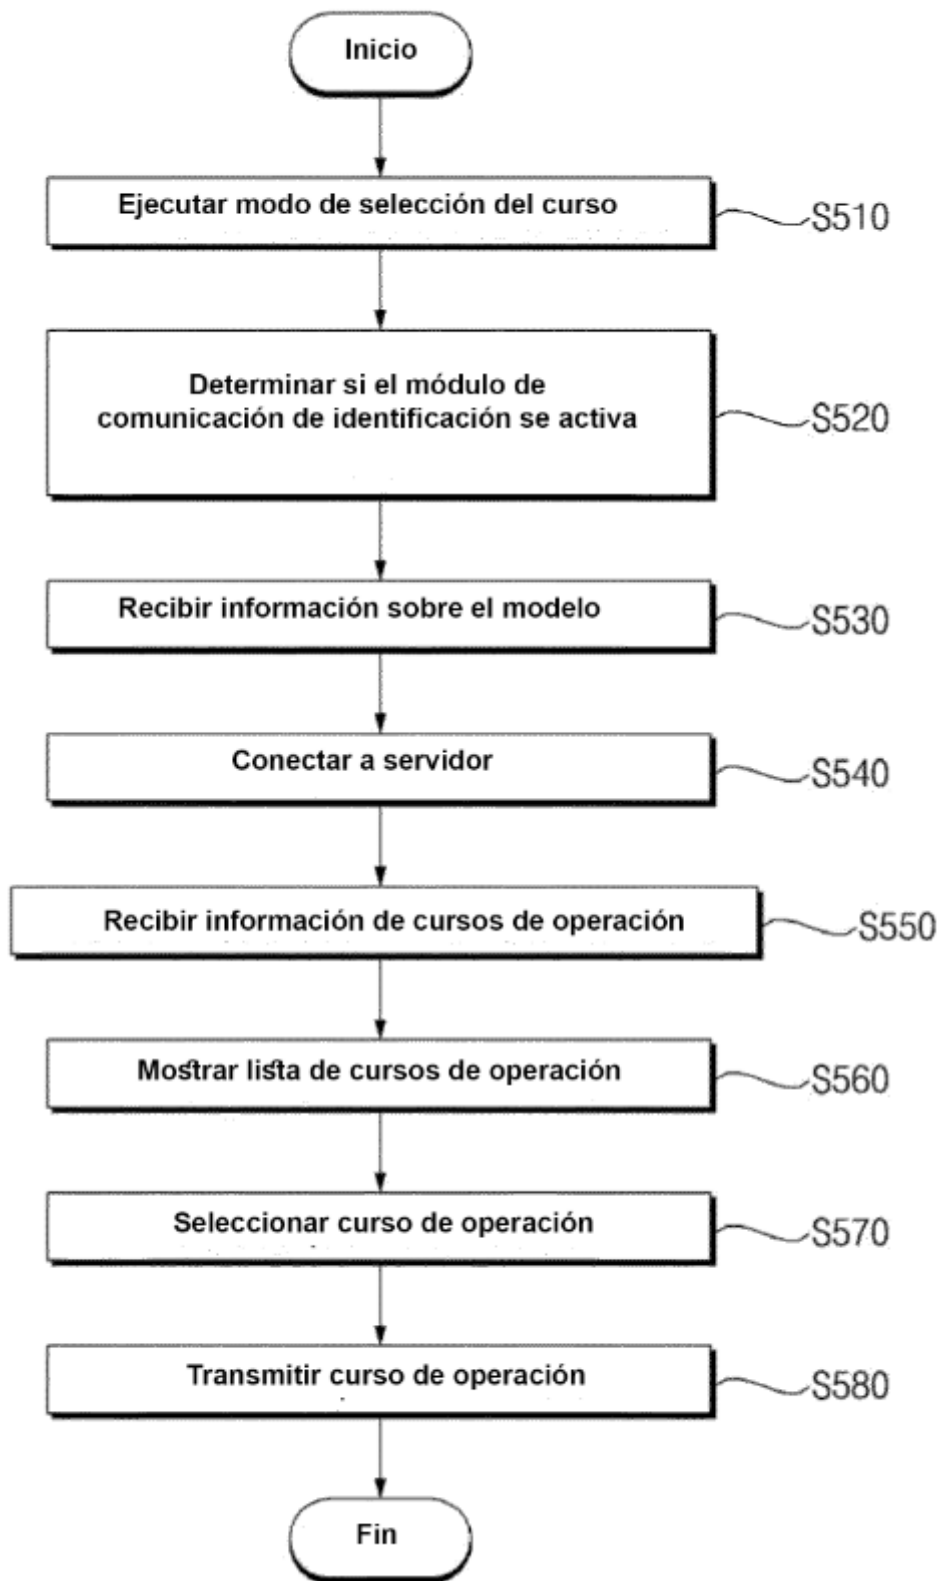 Inicio
Ejecutar modo de selección del curso
S510
Determinar si el módulo de
comunicación de identificación se activa
S520
Recibir información sobre el modelo
S530
Conectar a servidor
S540
Recibir información de cursos de operación
S550
Mostrar lista de cursos de operación
S560
Seleccionar curso de operación
S570
Transmitir curso de operación
S580
Fin